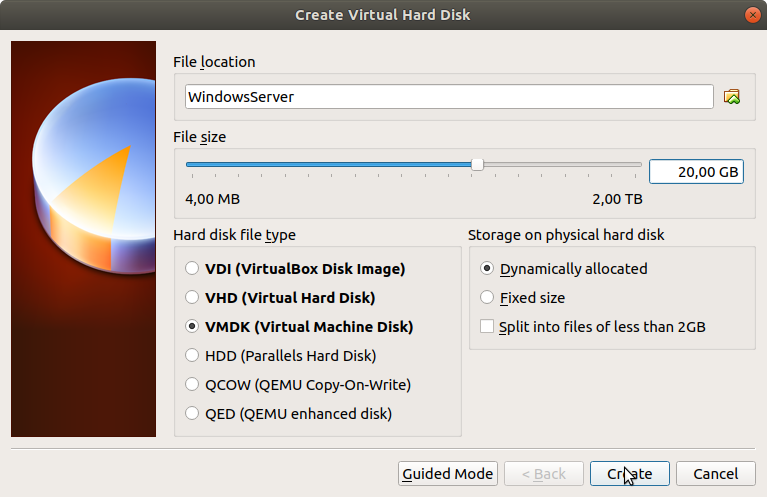 Create Virtual Hard Disk
File location
WindowsServer
File size
20,00 GB
4,00 MB 2,00 TB
Hard disk file type
VDI (VirtualBox Disk Image)
VHD (Virtual Hard Disk)
VMDK (Virtual Machine Disk)
HDD (Parallels Hard Disk)
QCOW (QEMU Copy-On-Write)
QED (QEMU enhanced disk)
Storage on physical hard disk
Dynamically allocated
Fixed size
Split into files of less than 2GB
Guided Mode < Back Create Cancel